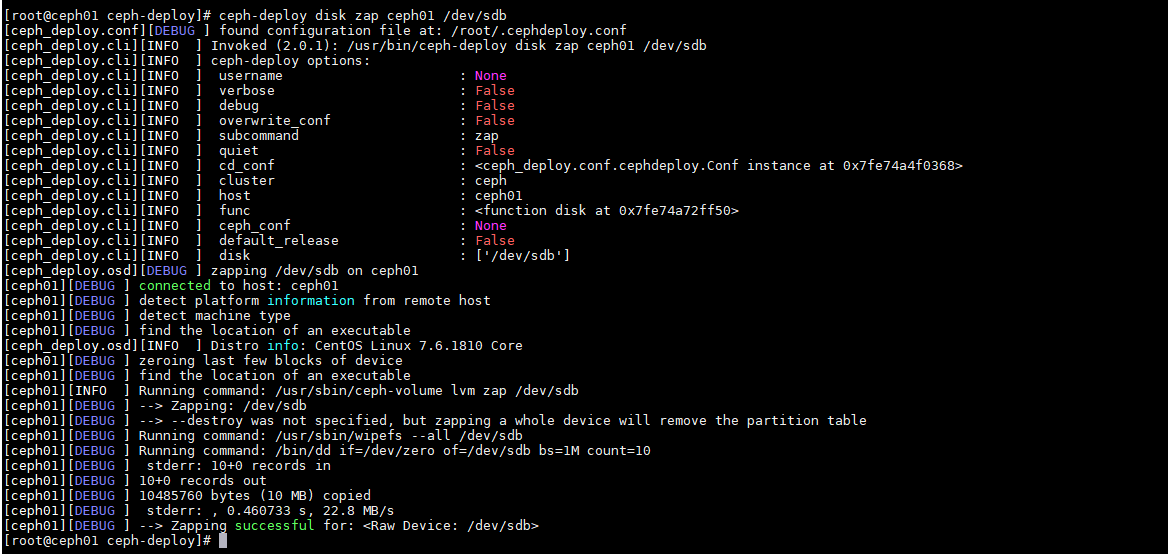 [root@ceph01 ceph-deploy]# ceph-deploy disk zap ceph01 /dev/sdb
[ceph_deploy.conf][DEBUG ] found configuration file at: /root/.cephdeploy.conf
[ceph_deploy.cli][INFO  ] Invoked (2.0.1): /usr/bin/ceph-deploy disk zap ceph01 /dev/sdb
[ceph_deploy.cli][INFO  ] ceph-deploy options:
[ceph_deploy.cli][INFO  ]  username                      : None
[ceph_deploy.cli][INFO  ]  verbose                       : False
[ceph_deploy.cli][INFO  ]  debug                         : False
[ceph_deploy.cli][INFO  ]  overwrite_conf                : False
[ceph_deploy.cli][INFO  ]  subcommand                    : zap
[ceph_deploy.cli][INFO  ]  quiet                         : False
[ceph_deploy.cli][INFO  ]  cd_conf                       : <ceph_deploy.conf.cephdeploy.Conf instance at 0x7fe74a4f0368>
[ceph_deploy.cli][INFO  ]  cluster                       : ceph
[ceph_deploy.cli][INFO  ]  host                          : ceph01
[ceph_deploy.cli][INFO  ]  func                          : <function disk at 0x7fe74a72ff50>
[ceph_deploy.cli][INFO  ]  ceph_conf                     : None
[ceph_deploy.cli][INFO  ]  default_release               : False
[ceph_deploy.cli][INFO  ]  disk                          : ['/dev/sdb']
[ceph_deploy.osd][DEBUG ] zapping /dev/sdb on ceph01
[ceph01][DEBUG ] connected to host: ceph01
[ceph01][DEBUG ] detect platform information from remote host
[ceph01][DEBUG ] detect machine type
[ceph01][DEBUG ] find the location of an executable
[ceph_deploy.osd][INFO  ] Distro info: CentOS Linux 7.6.1810 Core
[ceph01][DEBUG ] zeroing last few blocks of device
[ceph01][DEBUG ] find the location of an executable
[ceph01][INFO  ] Running command: /usr/sbin/ceph-volume lvm zap /dev/sdb
[ceph01][DEBUG ] --> Zapping: /dev/sdb
[ceph01][DEBUG ] --> --destroy was not specified, but zapping a whole device will remove the partition table
[ceph01][DEBUG ] Running command: /usr/sbin/wipefs --all /dev/sdb
[ceph01][DEBUG ] Running command: /bin/dd if=/dev/zero of=/dev/sdb bs=1M count=10
[ceph01][DEBUG ]  stderr: 10+0 records in
[ceph01][DEBUG ] 10+0 records out
[ceph01][DEBUG ] 10485760 bytes (10 MB) copied
[ceph01][DEBUG ]  stderr: , 0.460733 s, 22.8 MB/s
[ceph01][DEBUG ] --> Zapping successful for: <Raw Device: /dev/sdb>
[root@ceph01 ceph-deploy]#